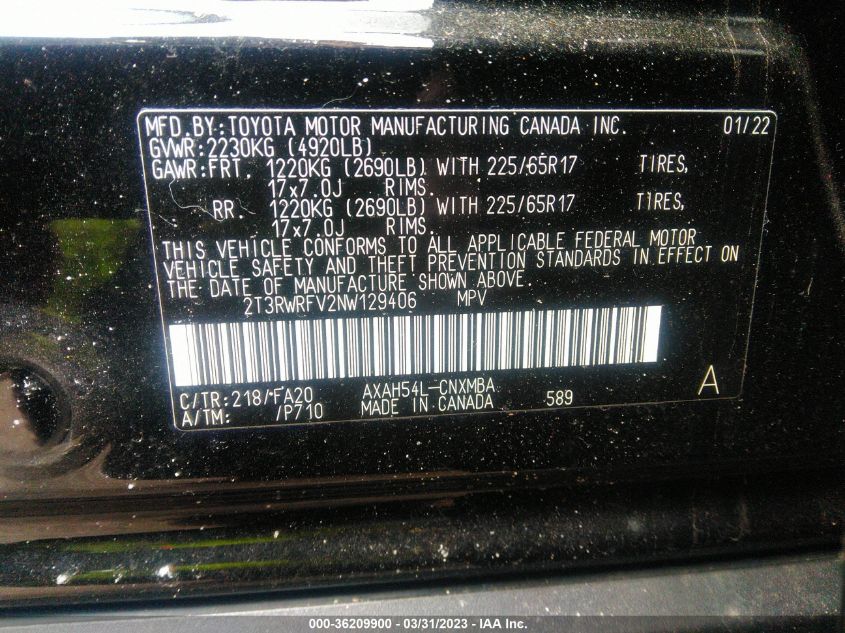 MFD.BY:TOYOTA MOTOR MANUFACTURING CANADA INC. 01/22
GVWR:2230KG (4920LB)
GAWR:FRT. 1220KG (2690LB) WITH 225/65R17 TIRES,
17x7.0J RIMS.
RR. 1220KG (2690LB) WITH 225/65R17 TIRES,
17x7.0J RIMS.
THIS VEHICLE CONFORMS TO ALL APPLICABLE FEDERAL MOTOR
VEHICLE SAFETY AND THEFT PREVENTION STANDARDS IN EFFECT ON
THE DATE OF MANUFACTURE SHOWN ABOVE.
2T3RWRFV2NW129406 MPV
C/TR:218/FA20 AXAH54L-CNXMBA A
A/TM: /P710 MADE IN CANADA 589
000-36209900 - 03/31/2023 - IAA Inc.